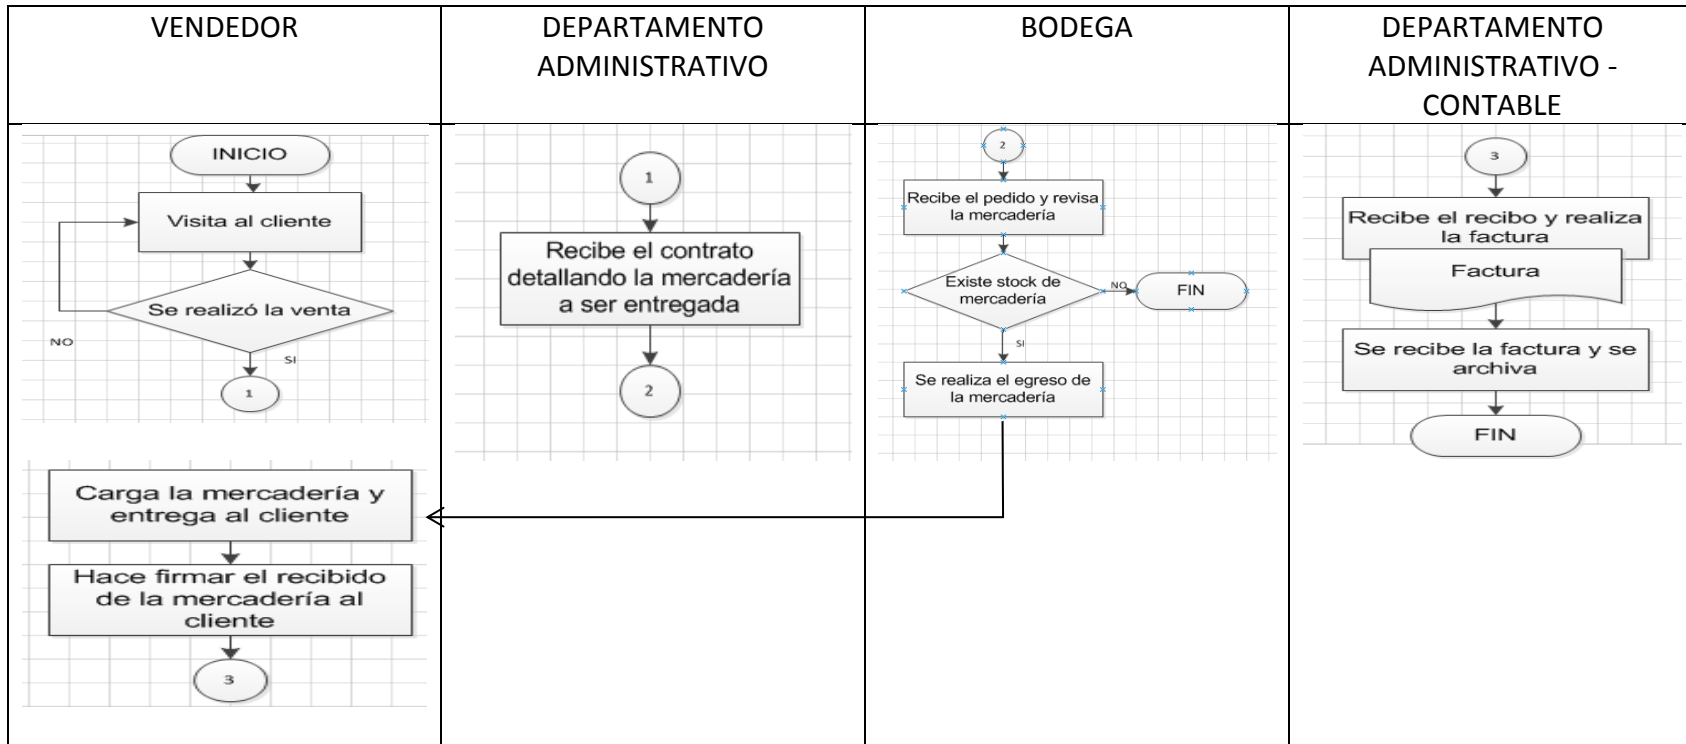 VENDEDOR
DEPARTAMENTO
ADMINISTRATIVO
BODEGA
DEPARTAMENTO
ADMINISTRATIVO -
CONTABLE
INICIO
Visita al cliente
Se realizó la venta
NO
SI
1
Carga la mercadería y
entrega al cliente
Hace firmar el recibido
de la mercadería al
cliente
3
1
Recibe el contrato
detallando la mercadería
a ser entregada
2
2
Recibe el pedido y revisa
la mercadería
Existe stock de
mercadería
NO
FIN
SI
Se realiza el egreso de
la mercadería
3
Recibe el recibo y realiza
la factura
Factura
Se recibe la factura y se
archiva
FIN